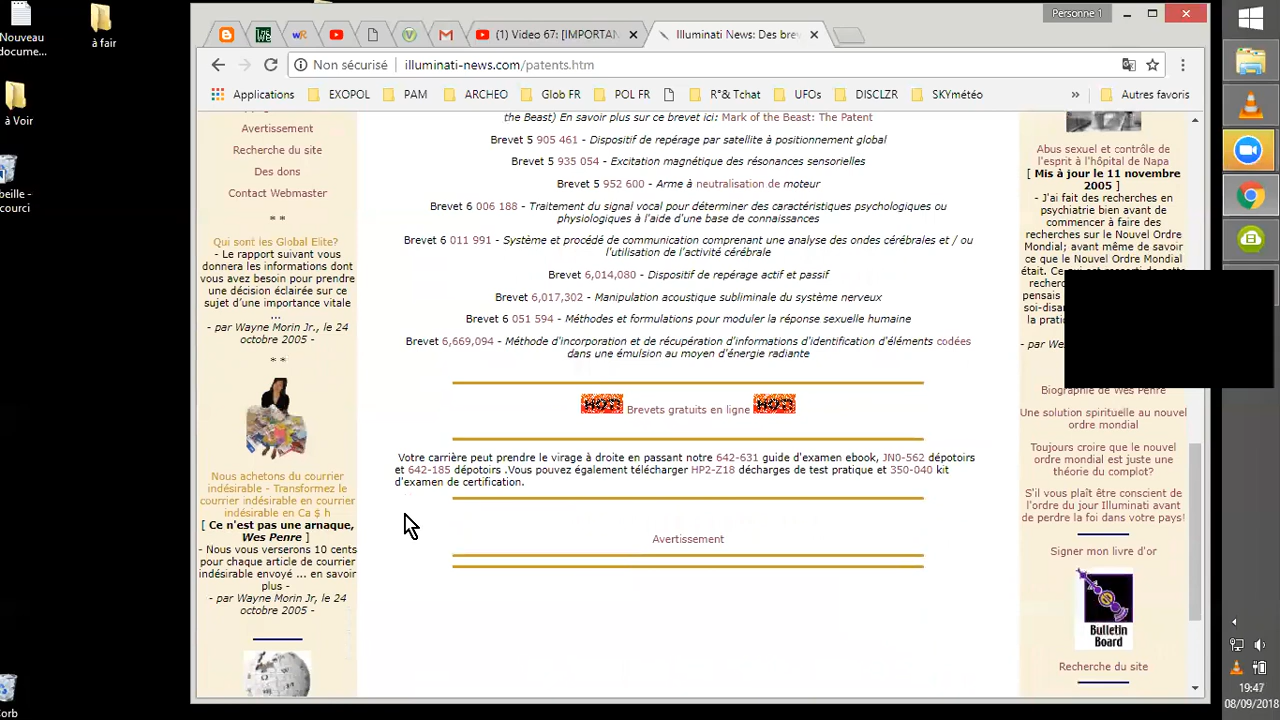 Personne 1
(1) Video 67: [IMPORTAN
Illuminati News: Des brev
Non sécurisé
illuminati-news.com/patents.htm
Applications
EXOPOL
PAM
ARCHEO
Glob FR
POL FR
R°& Tchat
UFOs
DISCLZR
SKYmétéo
»
Autres favoris
Nouveau
docume...
à fair
à Voir
beille -
courci
Corb
Avertissement
Recherche du site
Des dons
Contact Webmaster
* *
Qui sont les Global Elite?
- Le rapport suivant vous
donnera les informations dont
vous avez besoin pour prendre
une décision éclairée sur ce
sujet d'une importance vitale
...
- par Wayne Morin Jr., le 24
octobre 2005 -
* *
Nous achetons du courrier
indésirable - Transformez le
courrier indésirable en courrier
indésirable en Ca $ h
[ Ce n'est pas une arnaque,
Wes Penre ]
- Nous vous verserons 10 cents
pour chaque article de courrier
indésirable envoyé ... en savoir
plus -
- par Wayne Morin Jr, le 24
octobre 2005 -
the Beast) En savoir plus sur ce brevet ici: Mark of the Beast: The Patent
Brevet 5 905 461 - Dispositif de repérage par satellite à positionnement global
Brevet 5 935 054 - Excitation magnétique des résonances sensorielles
Brevet 5 952 600 - Arme à neutralisation de moteur
Brevet 6 006 188 - Traitement du signal vocal pour déterminer des caractéristiques psychologiques ou
physiologiques à l'aide d'une base de connaissances
Brevet 6 011 991 - Système et procédé de communication comprenant une analyse des ondes cérébrales et / ou
l'utilisation de l'activité cérébrale
Brevet 6,014,080 - Dispositif de repérage actif et passif
Brevet 6,017,302 - Manipulation acoustique subliminale du système nerveux
Brevet 6 051 594 - Méthodes et formulations pour moduler la réponse sexuelle humaine
Brevet 6,669,094 - Méthode d'incorporation et de récupération d'informations d'identification d'éléments codées
dans une émulsion au moyen d'énergie radiante
HOT! Brevets gratuits en ligne HOT!
Votre carrière peut prendre le virage à droite en passant notre 642-631 guide d'examen ebook, JN0-562 dépotoirs
et 642-185 dépotoirs .Vous pouvez également télécharger HP2-Z18 décharges de test pratique et 350-040 kit
d'examen de certification.
Avertissement
Abus sexuel et contrôle de
l'esprit à l'hôpital de Napa
[ Mis à jour le 11 novembre
2005 ]
- J'ai fait des recherches en
psychiatrie bien avant de
commencer à faire des
recherches sur le Nouvel Ordre
Mondial; avant même de savoir
ce que le Nouvel Ordre Mondial
était.
recher
pensais
soi-disa
la prati
- par Wes
Biographie de Wes Penre
Une solution spirituelle au nouvel
ordre mondial
Toujours croire que le nouvel
ordre mondial est juste une
théorie du complot?
S'il vous plaît être conscient de
l'ordre du jour Illuminati avant
de perdre la foi dans votre pays!
Signer mon livre d'or
Bulletin
Board
Recherche du site
19:47
08/09/2018